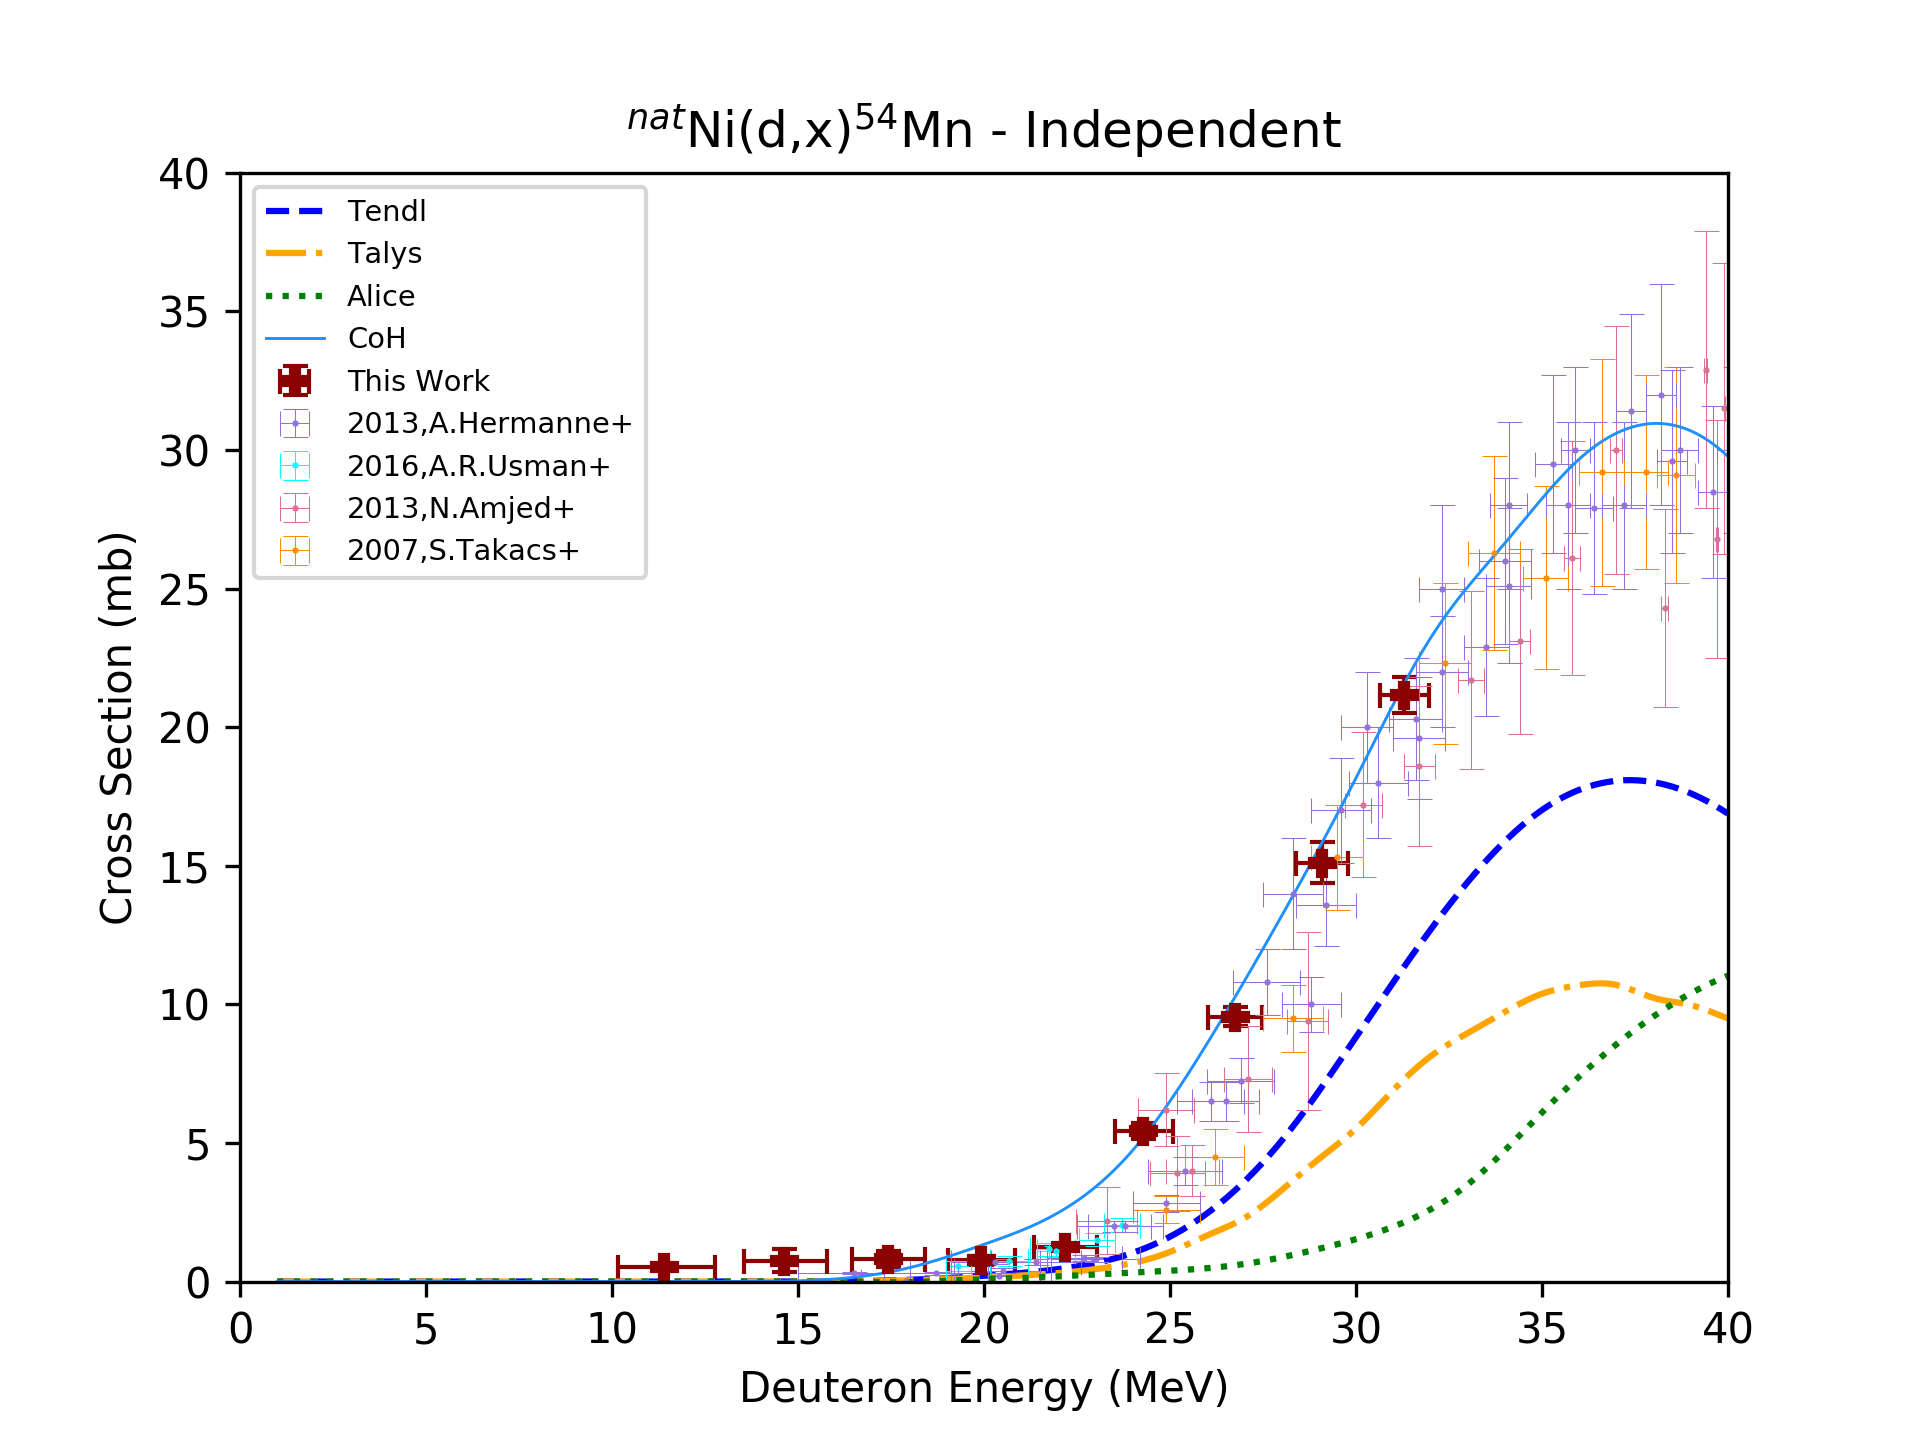 natNi(d,x)54Mn - Independent
40
35
30
25
20
15
10
5
0
Cross Section (mb)
Tendl
Talys
Alice
CoH
This Work
2013,A.Hermanne+
2016,A.R.Usman+
2013,N.Amjed+
2007,S.Takacs+
0 5 10 15 20 25 30 35 40
Deuteron Energy (MeV)